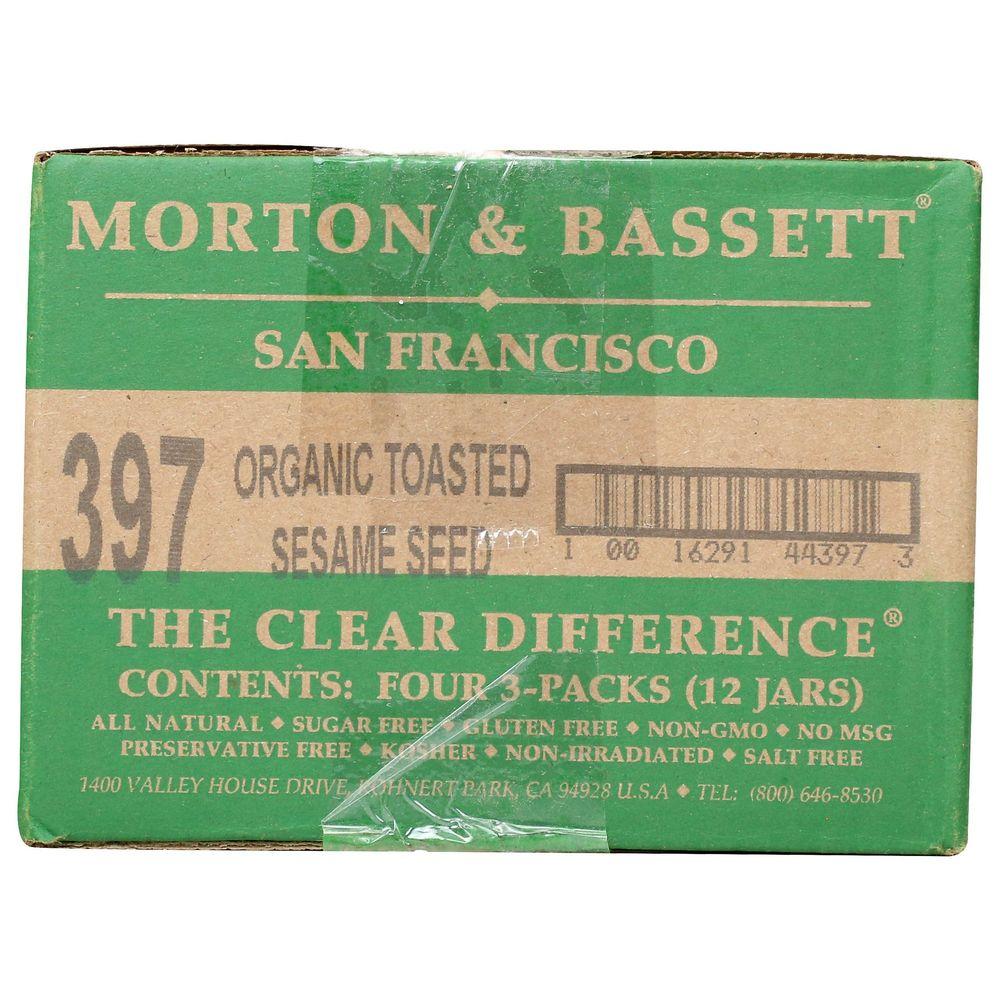 MORTON & BASSETT®
SAN FRANCISCO
397 ORGANIC TOASTED
SESAME SEED
1 00 16291 44397 3
THE CLEAR DIFFERENCE®
CONTENTS: FOUR 3-PACKS (12 JARS)
ALL NATURAL ◆ SUGAR FREE ◆ GLUTEN FREE ◆ NON-GMO ◆ NO MSG
PRESERVATIVE FREE ◆ KOSHER ◆ NON-IRRADIATED ◆ SALT FREE
1400 VALLEY HOUSE DRIVE, ROHNERT PARK, CA 94928 U.S.A ◆ TEL: (800) 646-8530